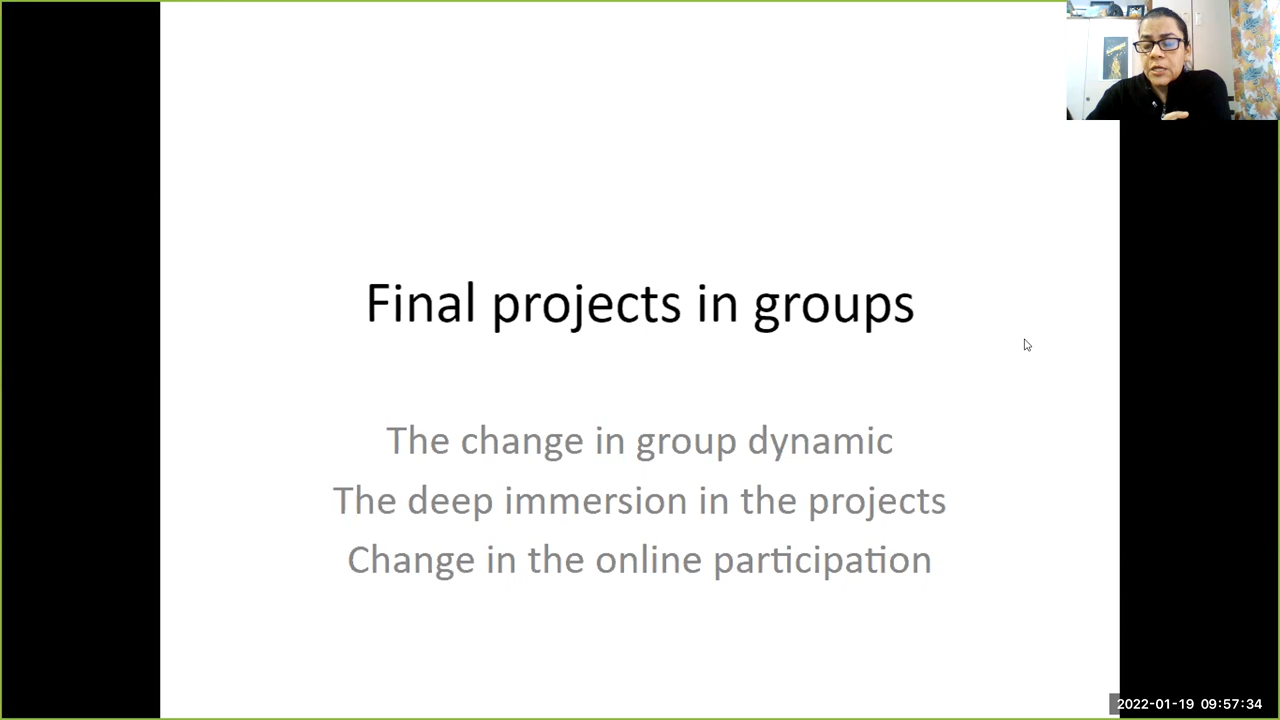 Final projects in groups
The change in group dynamic
The deep immersion in the projects
Change in the online participation
2022-01-19 09:57:34